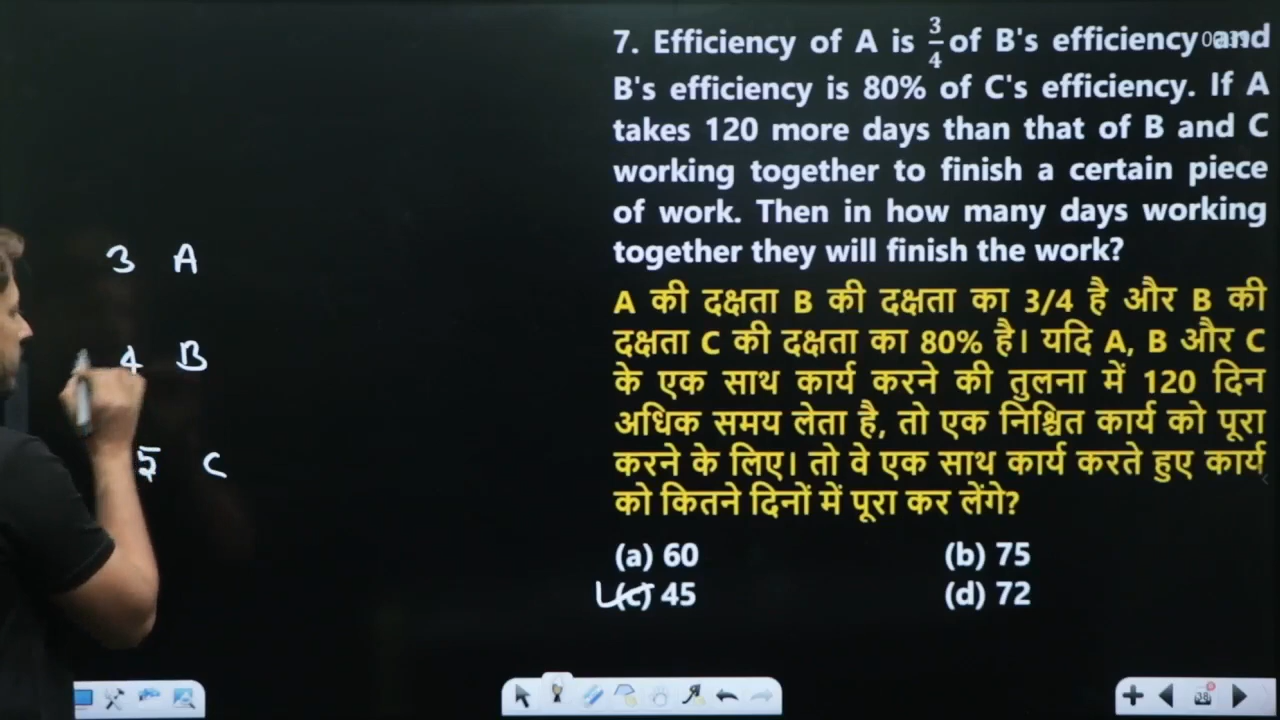 7. Efficiency of A is 3/4 of B's efficiency and
B's efficiency is 80% of C's efficiency. If A
takes 120 more days than that of B and C
working together to finish a certain piece
of work. Then in how many days working
together they will finish the work?
A की दक्षता B की दक्षता का 3/4 है और B की
दक्षता C की दक्षता का 80% है। यदि A, B और C
के एक साथ कार्य करने की तुलना में 120 दिन
अधिक समय लेता है, तो एक निश्चित कार्य को पूरा
करने के लिए। तो वे एक साथ कार्य करते हुए कार्य
को कितने दिनों में पूरा कर लेंगे?
(a) 60 (b) 75
(c) 45 (d) 72
3 A
4 B
5 C
38